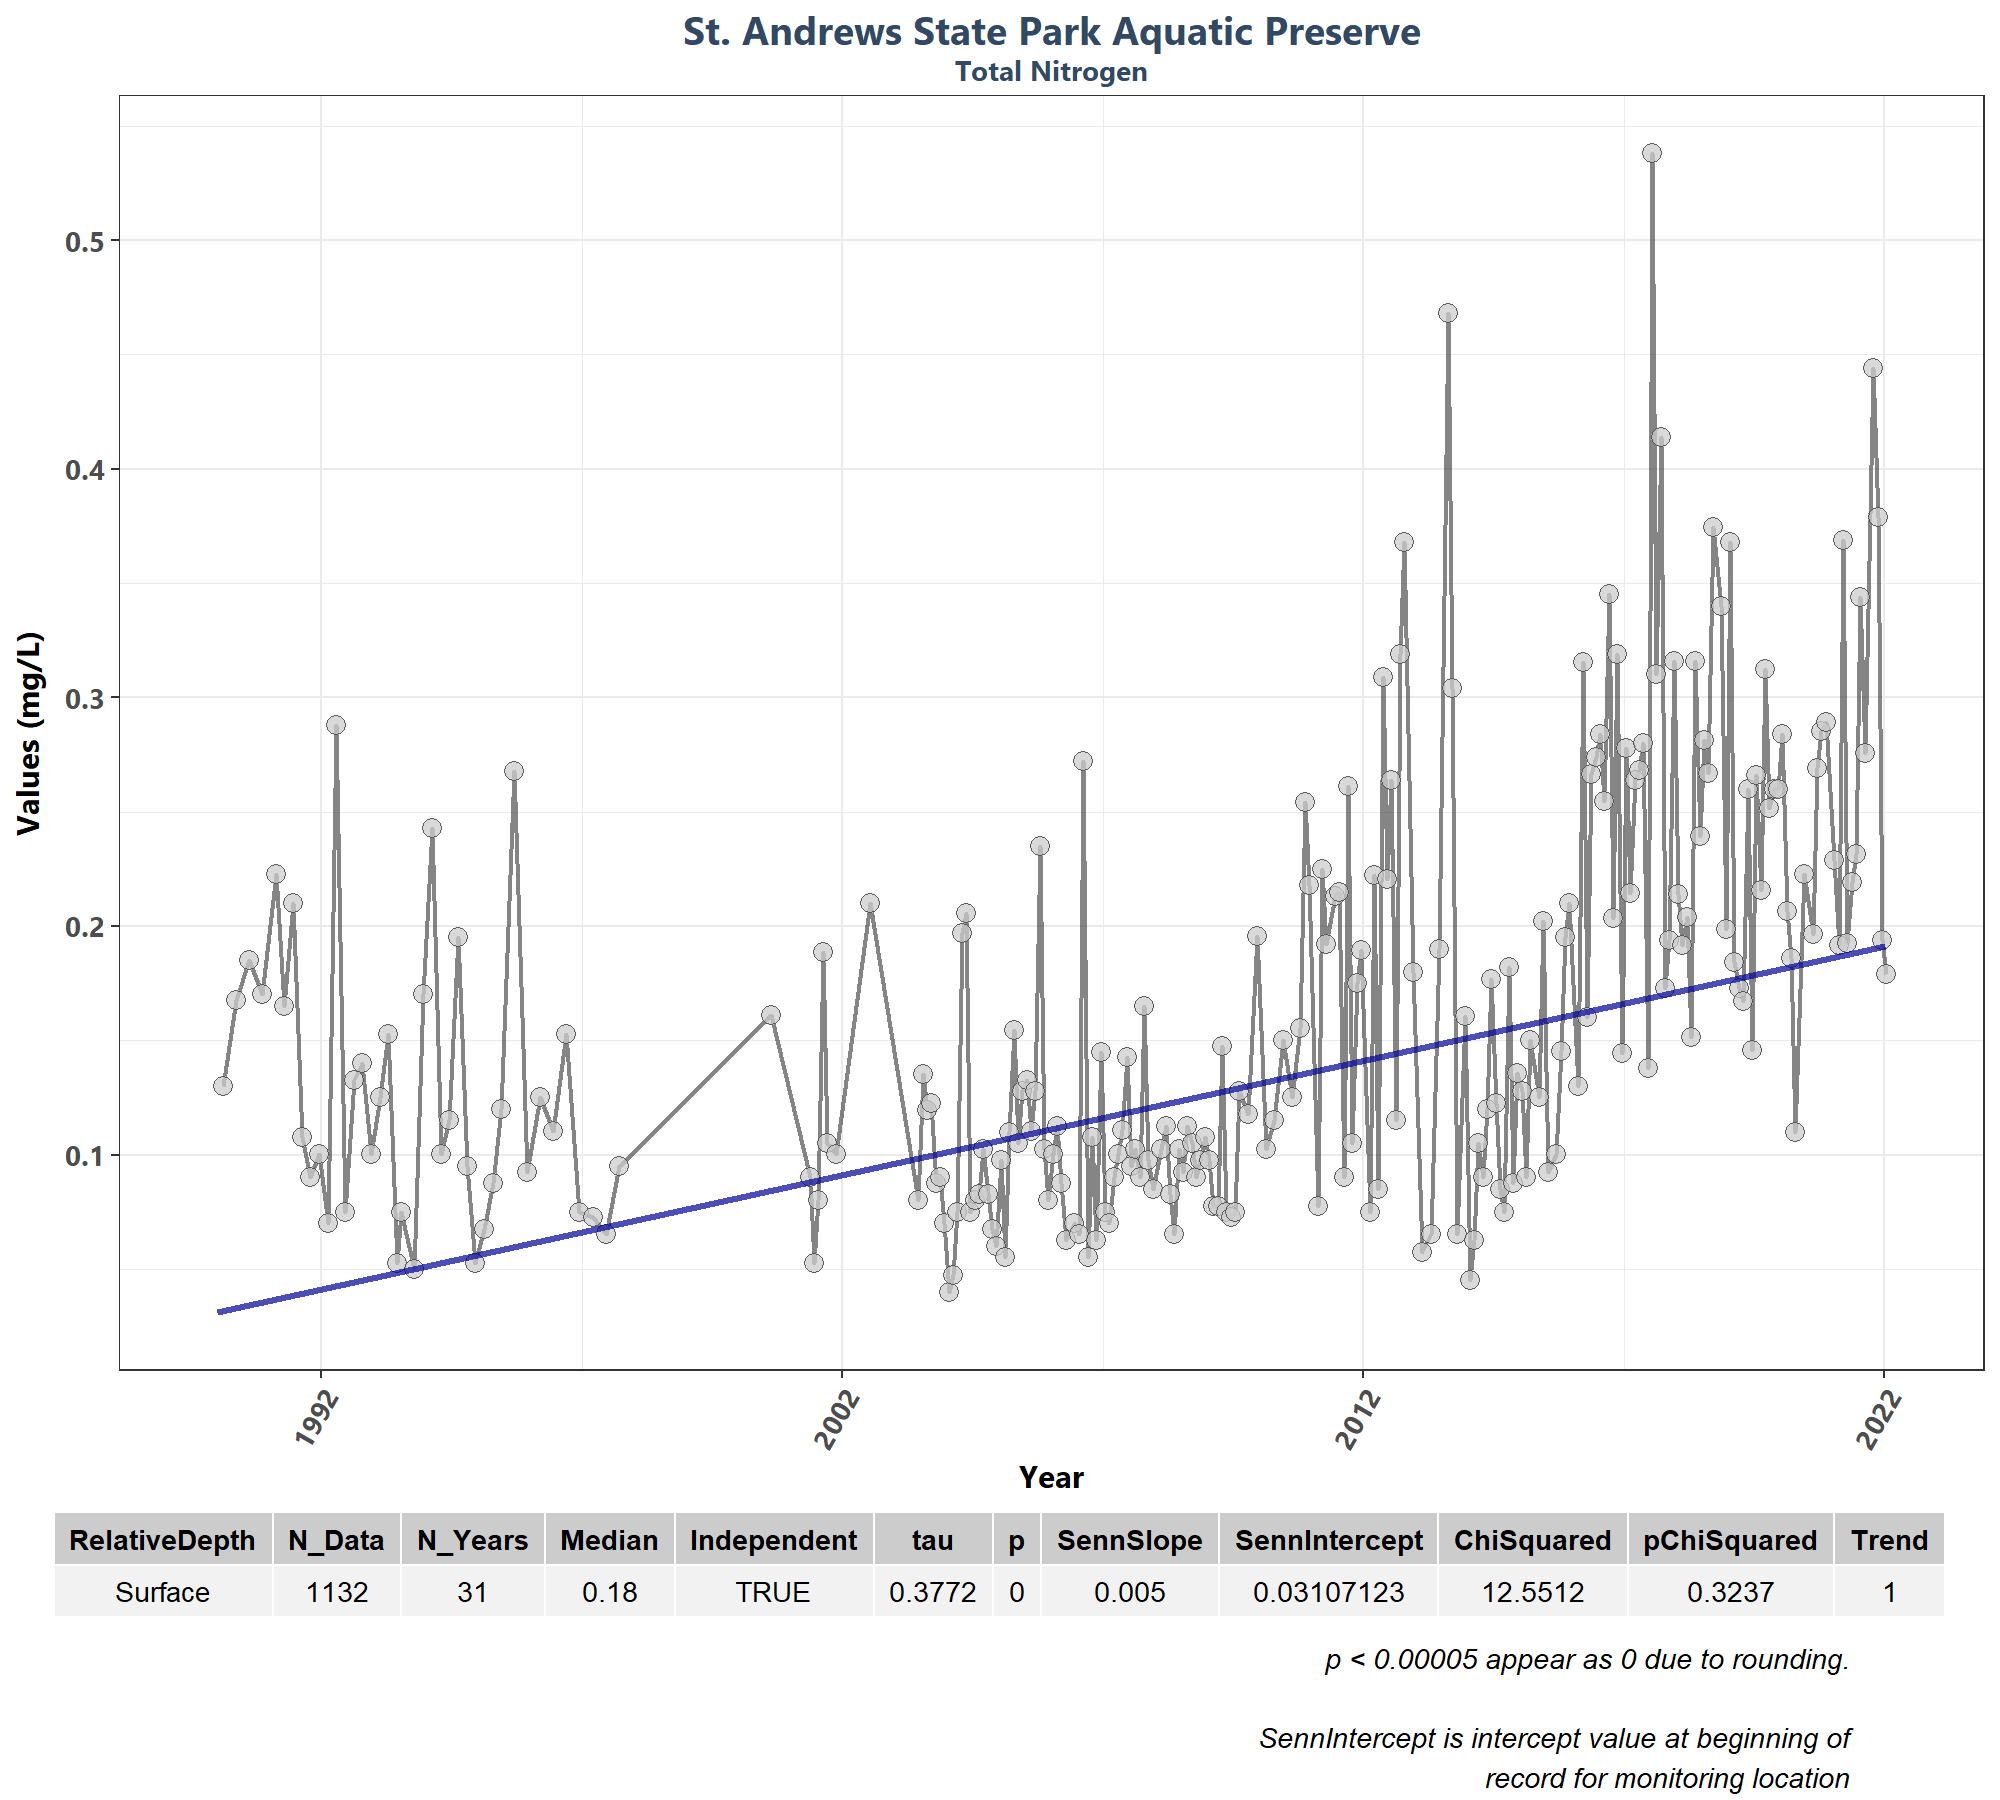 St. Andrews State Park Aquatic Preserve
Total Nitrogen
Values (mg/L)
0.5
0.4
0.3
0.2
0.1
1992 2002 2012 2022
Year
RelativeDepth N_Data N_Years Median Independent tau p SennSlope SennIntercept ChiSquared pChiSquared Trend
Surface 1132 31 0.18 TRUE 0.3772 0 0.005 0.03107123 12.5512 0.3237 1
p < 0.00005 appear as 0 due to rounding.
SennIntercept is intercept value at beginning of
record for monitoring location